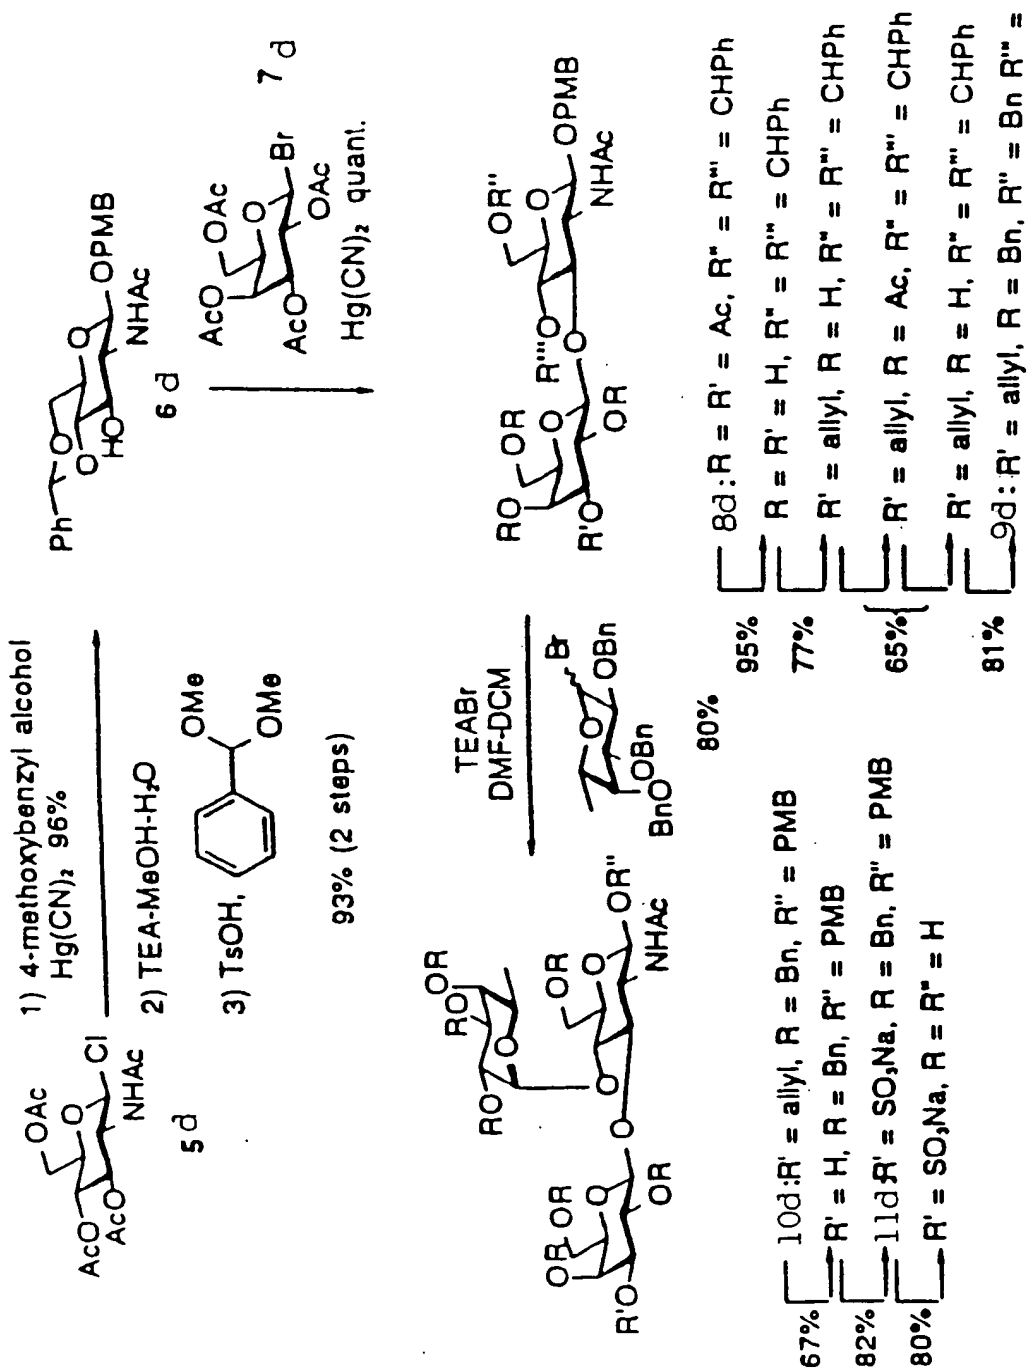 1) 4-methoxybenzyl alcohol
Hg(CN)₂ 96%
2) TEA-MeOH-H₂O
3) TsOH,
OMe
OMe
93% (2 steps)
OAc
AcO
AcO
O
Cl
NHAc
5d
Ph
O
O
HO
O
OPMB
NHAc
6d
AcO
OAc
O
Br
AcO
OAc
7d
Hg(CN)₂ quant.
RO
OR
O
R'O
OR
O
R'''O
OR''
O
OPMB
NHAc
TEABr
DMF-DCM
Br
O
OBn
OBn
BnO
80%
RO
OR
O
RO
OR
O
OR''
NHAc
O
O
RO
OR
O
R'O
OR
8d: R = R' = Ac, R'' = R''' = CHPh
95%
R = R' = H, R'' = R''' = CHPh
77%
R' = allyl, R = H, R'' = R''' = CHPh
R' = allyl, R = Ac, R'' = R''' = CHPh
65%
R' = allyl, R = H, R'' = R''' = CHPh
81%
9d: R' = allyl, R = Bn, R'' = Bn R''' =
10d: R' = allyl, R = Bn, R'' = PMB
67%
R' = H, R = Bn, R'' = PMB
82%
11d: R' = SO₃Na, R = Bn, R'' = PMB
80%
R' = SO₃Na, R = R'' = H